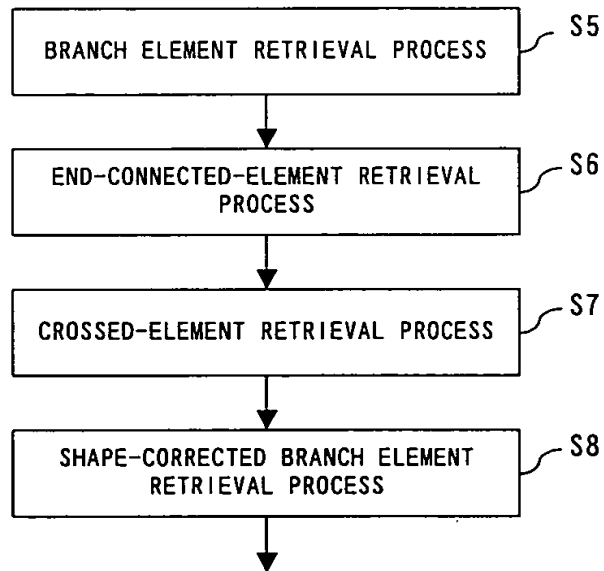 BRANCH ELEMENT RETRIEVAL PROCESS
S5
END-CONNECTED-ELEMENT RETRIEVAL
PROCESS
S6
CROSSED-ELEMENT RETRIEVAL PROCESS
S7
SHAPE-CORRECTED BRANCH ELEMENT
RETRIEVAL PROCESS
S8